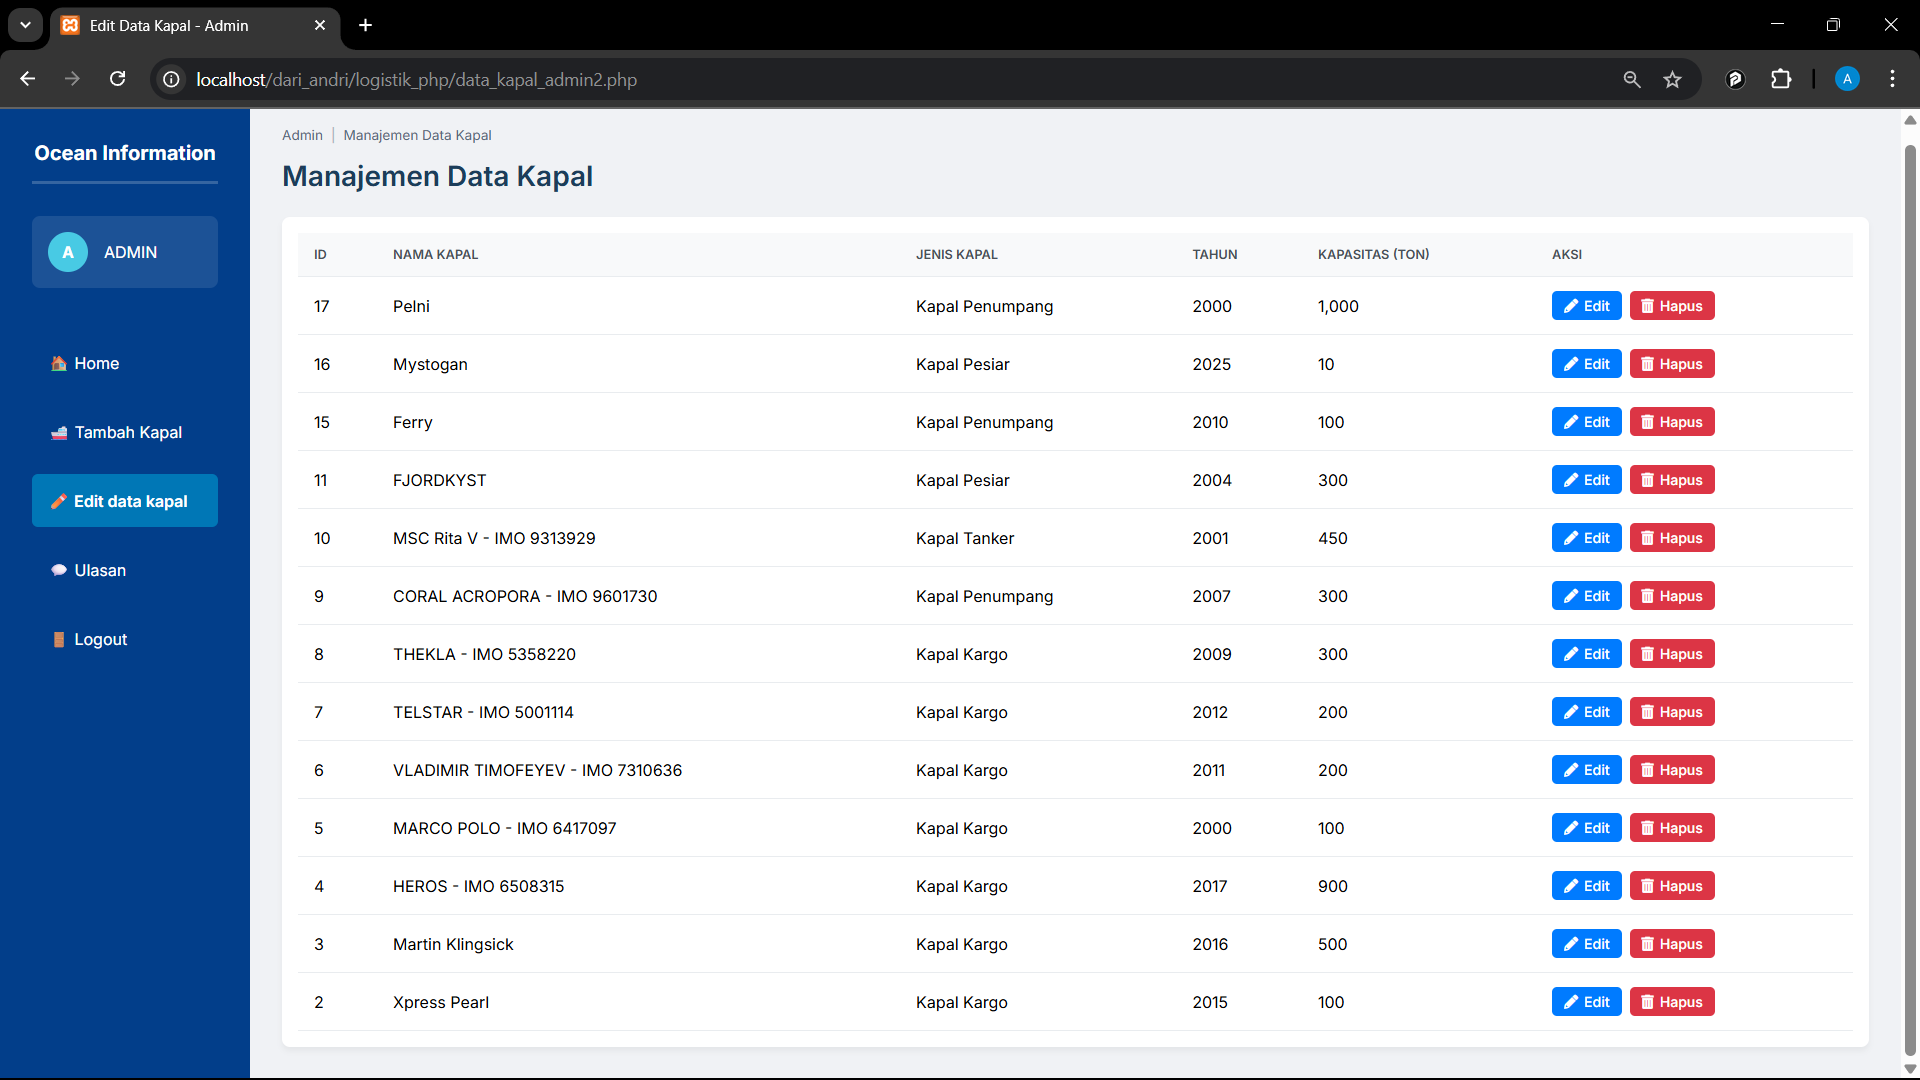 Edit Data Kapal - Admin
localhost/dari_andri/logistik_php/data_kapal_admin2.php
A
Ocean Information
A ADMIN
Home
Tambah Kapal
Edit data kapal
Ulasan
Logout
Admin | Manajemen Data Kapal
Manajemen Data Kapal
ID NAMA KAPAL JENIS KAPAL TAHUN KAPASITAS (TON) AKSI
17 Pelni Kapal Penumpang 2000 1,000 Edit Hapus
16 Mystogan Kapal Pesiar 2025 10 Edit Hapus
15 Ferry Kapal Penumpang 2010 100 Edit Hapus
11 FJORDKYST Kapal Pesiar 2004 300 Edit Hapus
10 MSC Rita V - IMO 9313929 Kapal Tanker 2001 450 Edit Hapus
9 CORAL ACROPORA - IMO 9601730 Kapal Penumpang 2007 300 Edit Hapus
8 THEKLA - IMO 5358220 Kapal Kargo 2009 300 Edit Hapus
7 TELSTAR - IMO 5001114 Kapal Kargo 2012 200 Edit Hapus
6 VLADIMIR TIMOFEYEV - IMO 7310636 Kapal Kargo 2011 200 Edit Hapus
5 MARCO POLO - IMO 6417097 Kapal Kargo 2000 100 Edit Hapus
4 HEROS - IMO 6508315 Kapal Kargo 2017 900 Edit Hapus
3 Martin Klingsick Kapal Kargo 2016 500 Edit Hapus
2 Xpress Pearl Kapal Kargo 2015 100 Edit Hapus